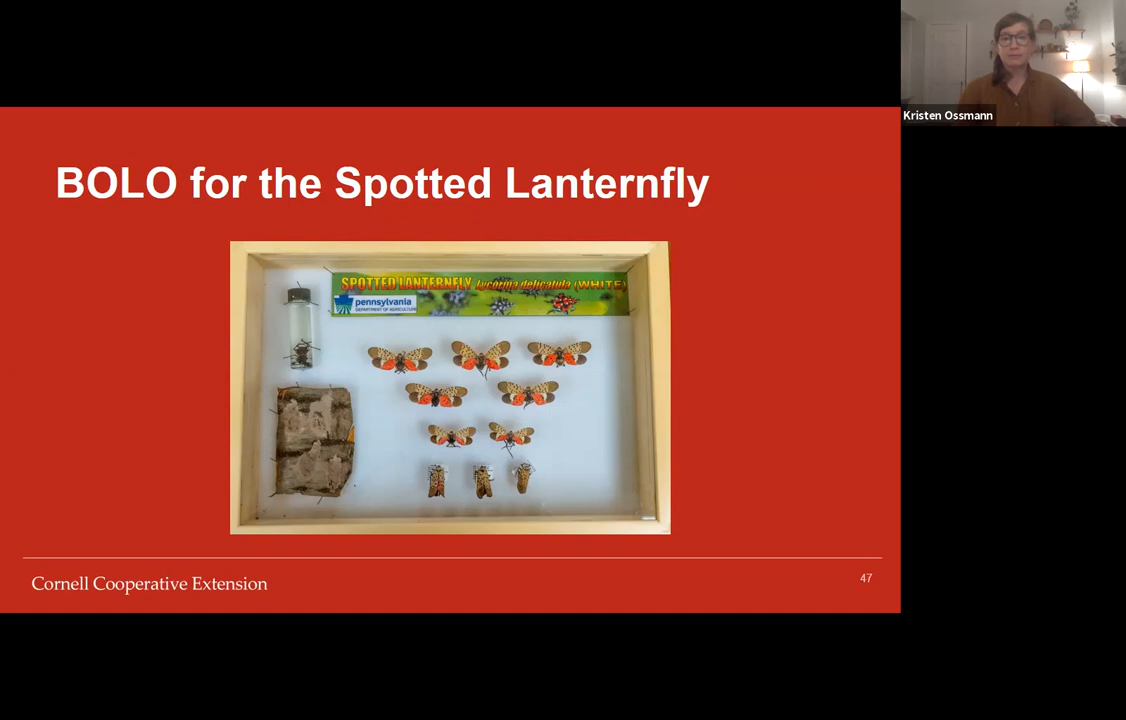 Kristen Ossmann
BOLO for the Spotted Lanternfly
SPOTTED LANTERNFLY Lycorma delicatula (WHITE)
pennsylvania
DEPARTMENT OF AGRICULTURE
Cornell Cooperative Extension
47